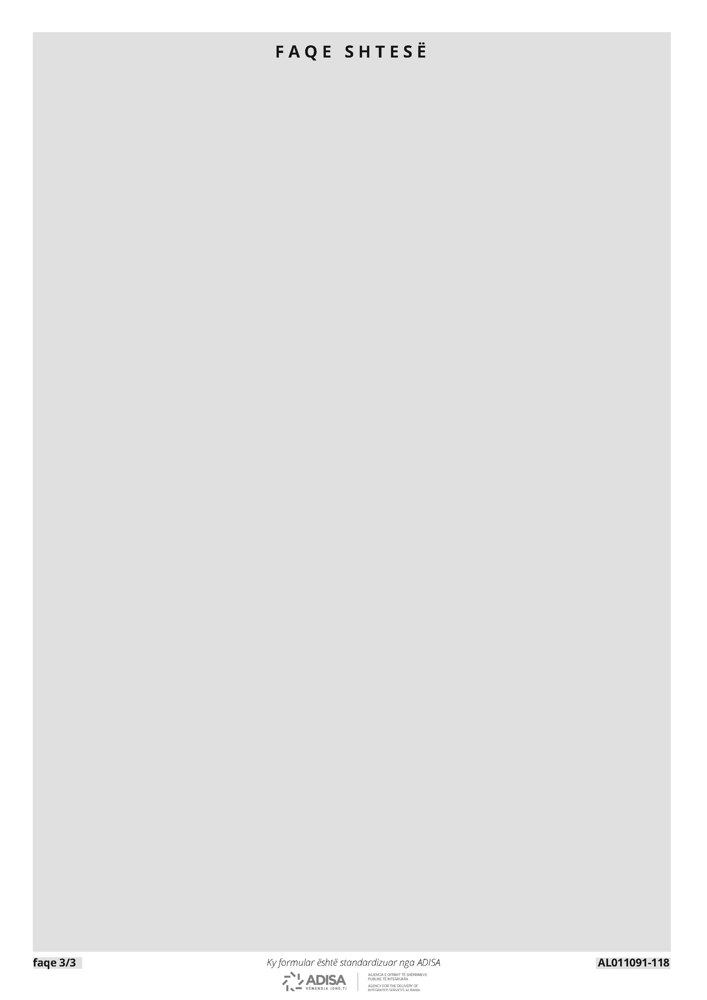 FAQE SHTESË
faqe 3/3
Ky formular është standardizuar nga ADISA
AL011091-118
ADISA
VËMENDJA JONË,TI
AGJENCIA E OFRIMIT TË SHËRBIMEVE
PUBLIKE TË INTEGRUARA
AGENCY FOR THE DELIVERY OF
INTEGRATED SERVICES ALBANIA